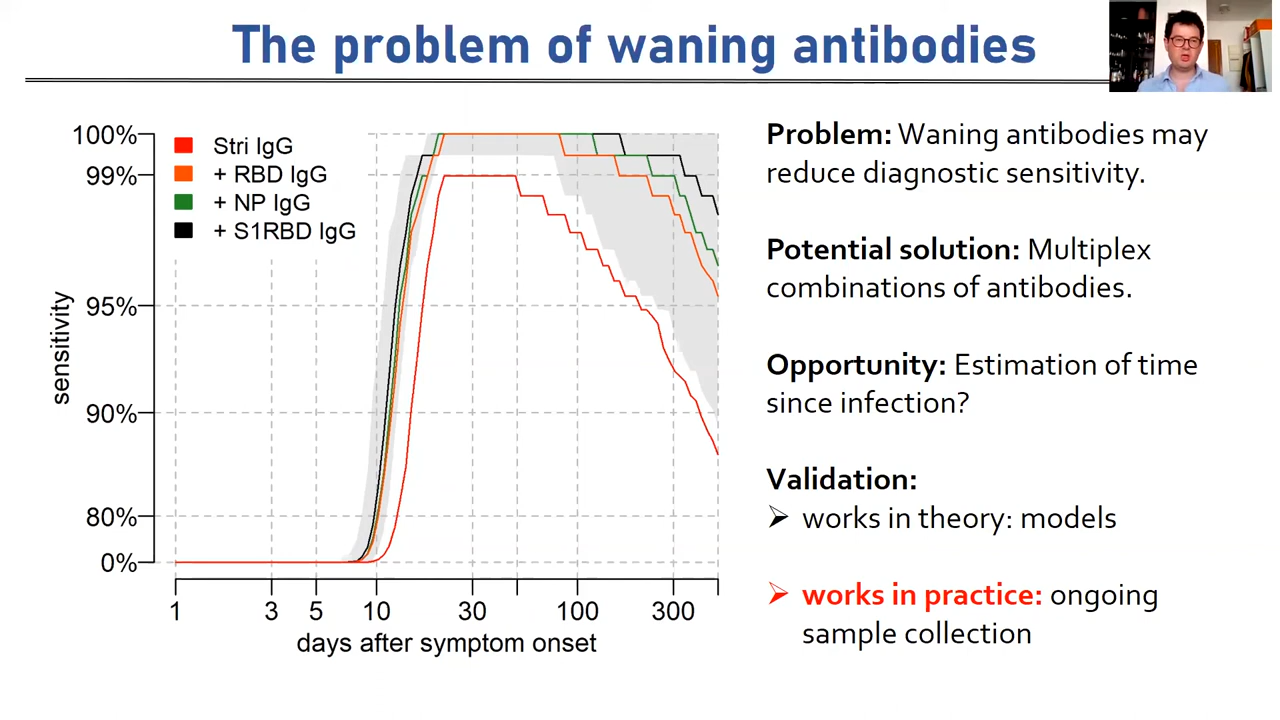 The problem of waning antibodies
100%
99%
95%
90%
80%
0%
sensitivity
Stri IgG
+ RBD IgG
+ NP IgG
+ S1RBD IgG
1 3 5 10 30 100 300
days after symptom onset
Problem: Waning antibodies may
reduce diagnostic sensitivity.
Potential solution: Multiplex
combinations of antibodies.
Opportunity: Estimation of time
since infection?
Validation:
➢ works in theory: models
➢ works in practice: ongoing
sample collection